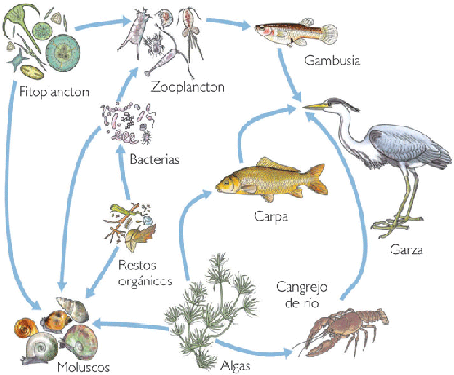 Fitoplancton
Zooplancton
Gambusia
Bacterias
Carpa
Garza
Restos
orgánicos
Cangrejo
de río
Moluscos
Algas